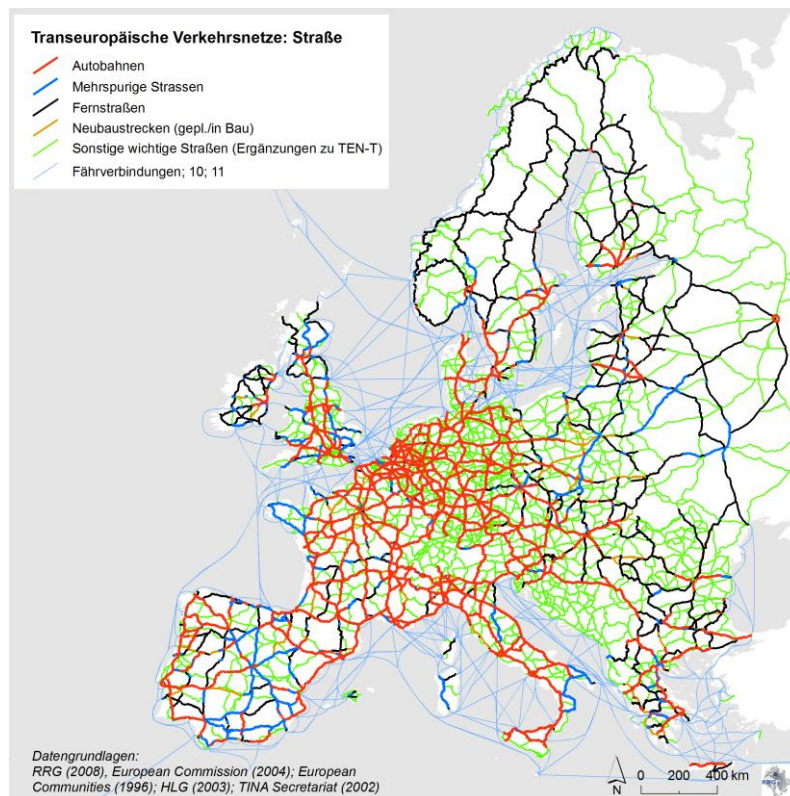 Transeuropäische Verkehrsnetze: Straße
Autobahnen
Mehrspurige Strassen
Fernstraßen
Neubaustrecken (gepl./in Bau)
Sonstige wichtige Straßen (Ergänzungen zu TEN-T)
Fährverbindungen; 10; 11
Datengrundlagen:
RRG (2008), European Commission (2004); European
Communities (1996); HLG (2003); TINA Secretariat (2002)
N
0 200 400 km
RRG